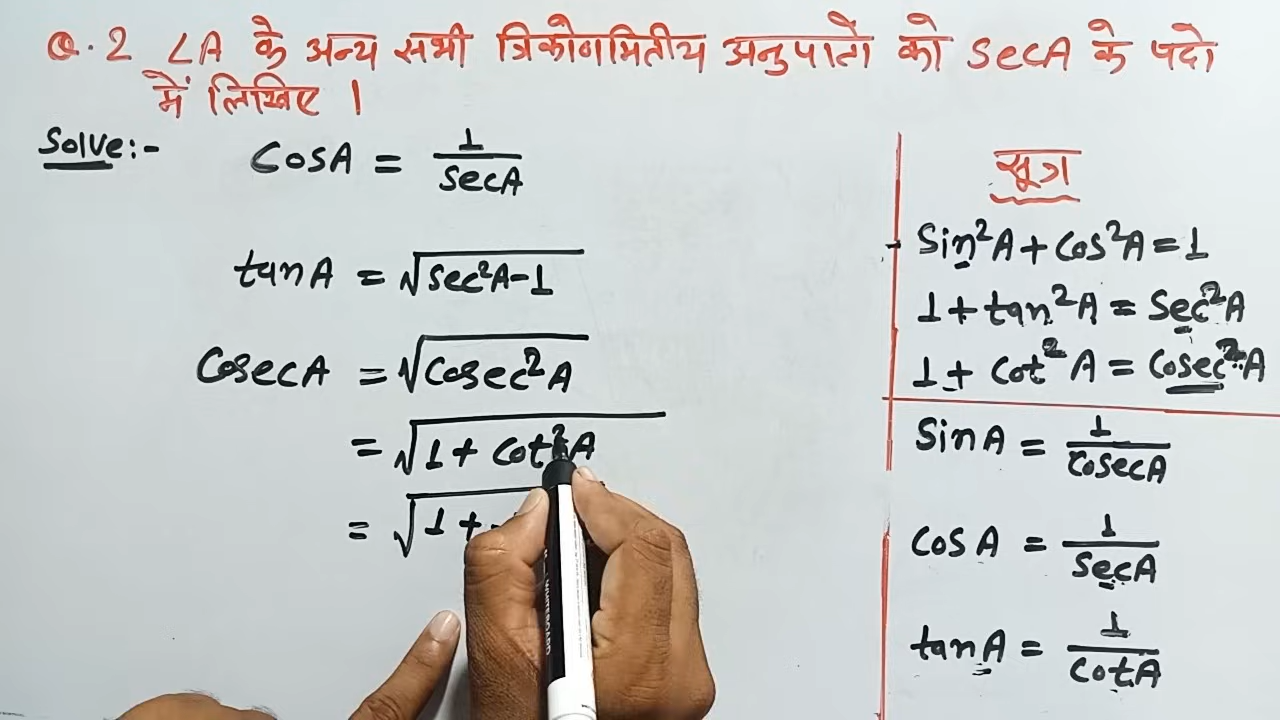 Q.2 ∠A के अन्य सभी त्रिकोणमितीय अनुपातो को secA के पदो
में लिखिए।
Solve:-
CosA = 1/SecA
tanA = √(Sec²A-1)
CosecA = √(Cosec²A)
= √(1 + Cot²A)
= √(1 +
सूत्र
Sin²A + Cos²A = 1
1 + tan²A = Sec²A
1 + Cot²A = Cosec²A
SinA = 1/CosecA
CosA = 1/SecA
tanA = 1/CotA